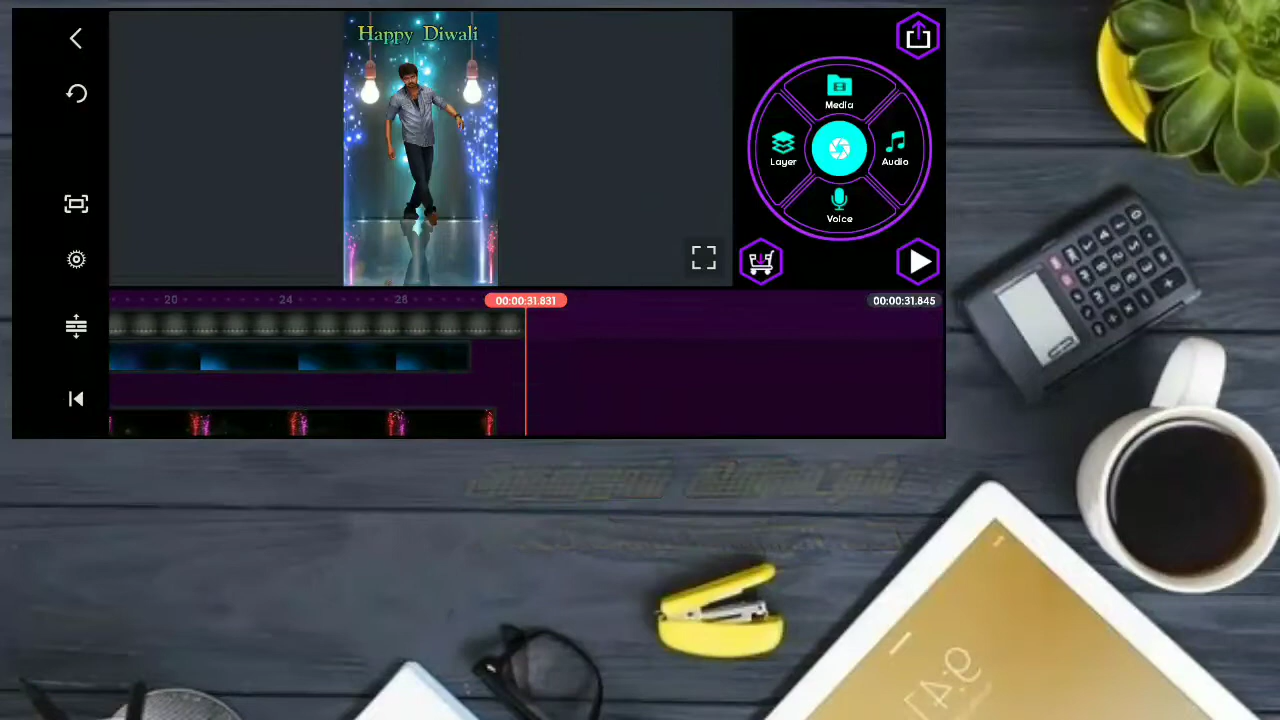 Happy Diwali
Media
Layer
Audio
Voice
20
24
28
00:00:31.831
00:00:31.845